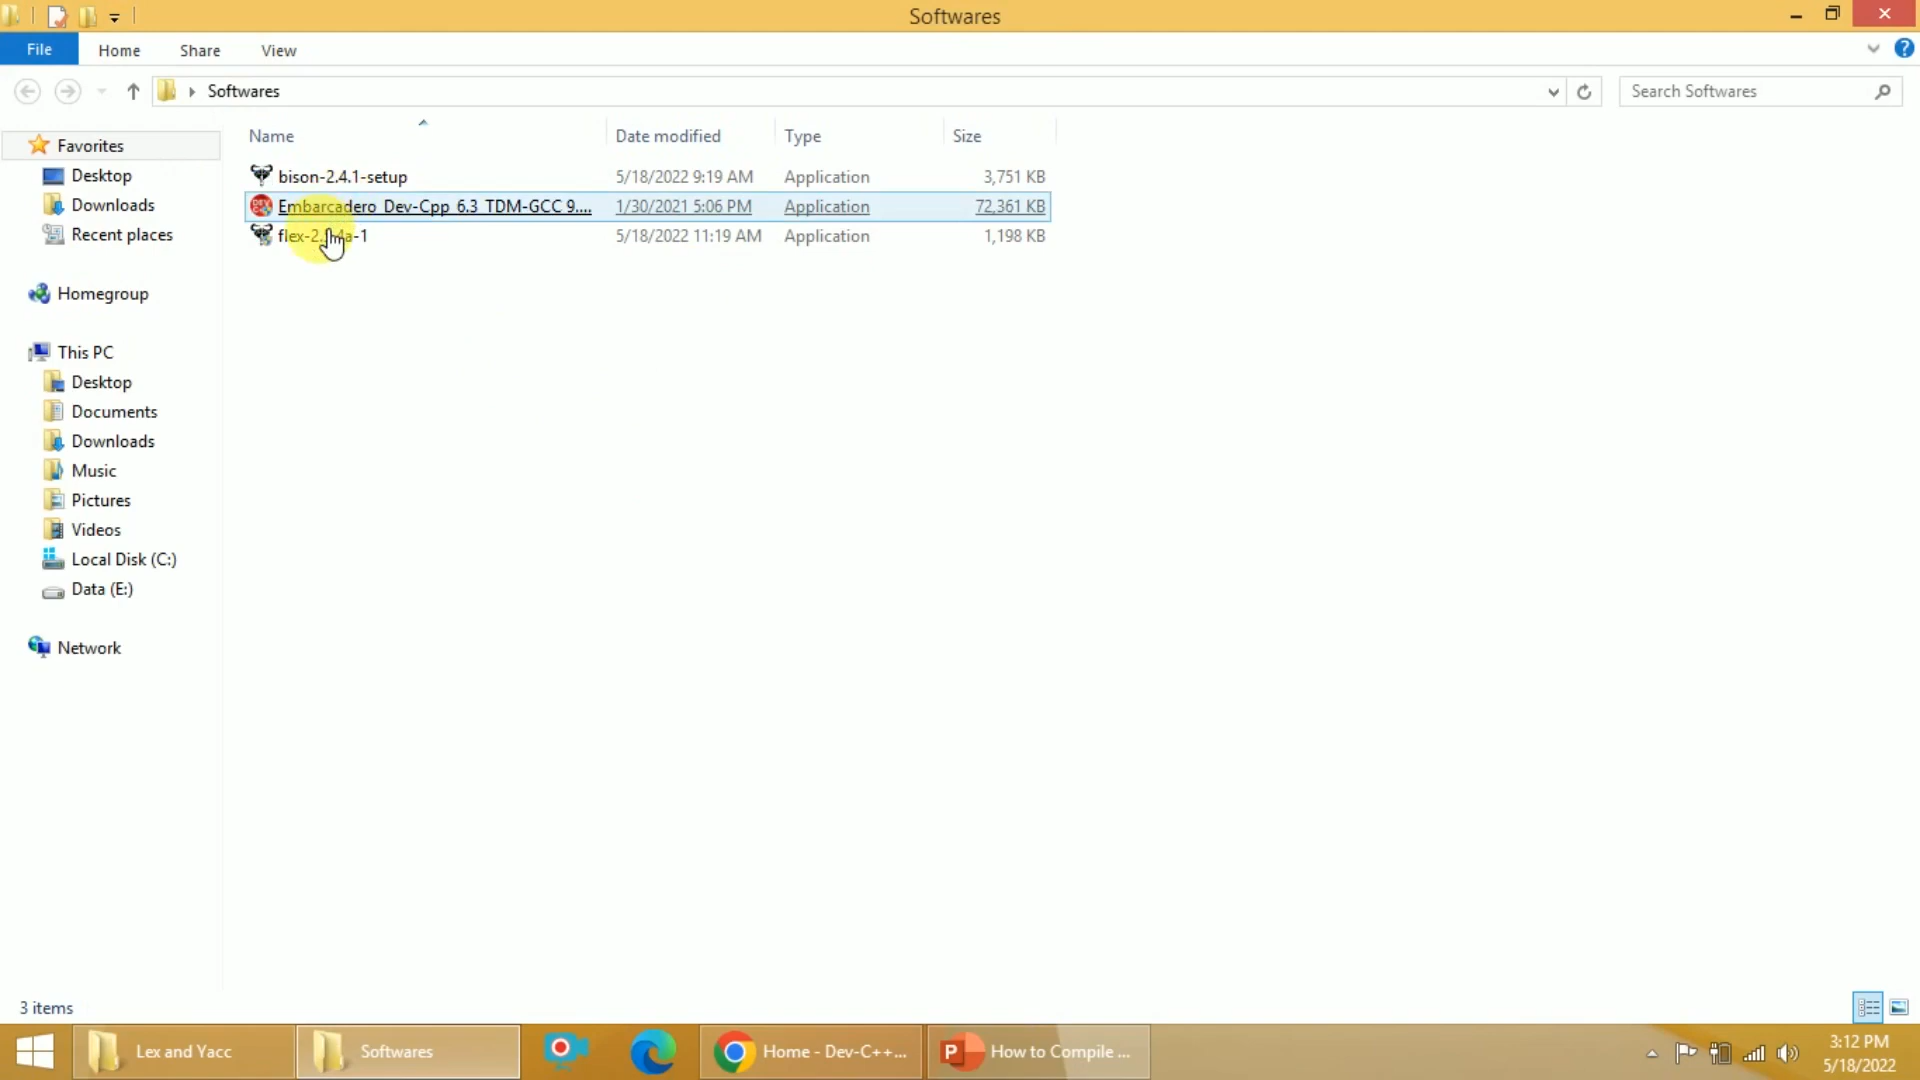 Softwares
File Home Share View
Softwares
Search Softwares
Name Date modified Type Size
bison-2.4.1-setup 5/18/2022 9:19 AM Application 3,751 KB
Embarcadero Dev-Cpp 6.3 TDM-GCC 9.... 1/30/2021 5:06 PM Application 72,361 KB
5/18/2022 11:19 AM Application 1,198 KB
Favorites
Desktop
Downloads
Recent places
Homegroup
This PC
Desktop
Documents
Downloads
Music
Pictures
Videos
Local Disk (C:)
Data (E:)
Network
3 items
Lex and Yacc
Softwares
Home - Dev-C++...
How to Compile ...
3:12 PM
5/18/2022